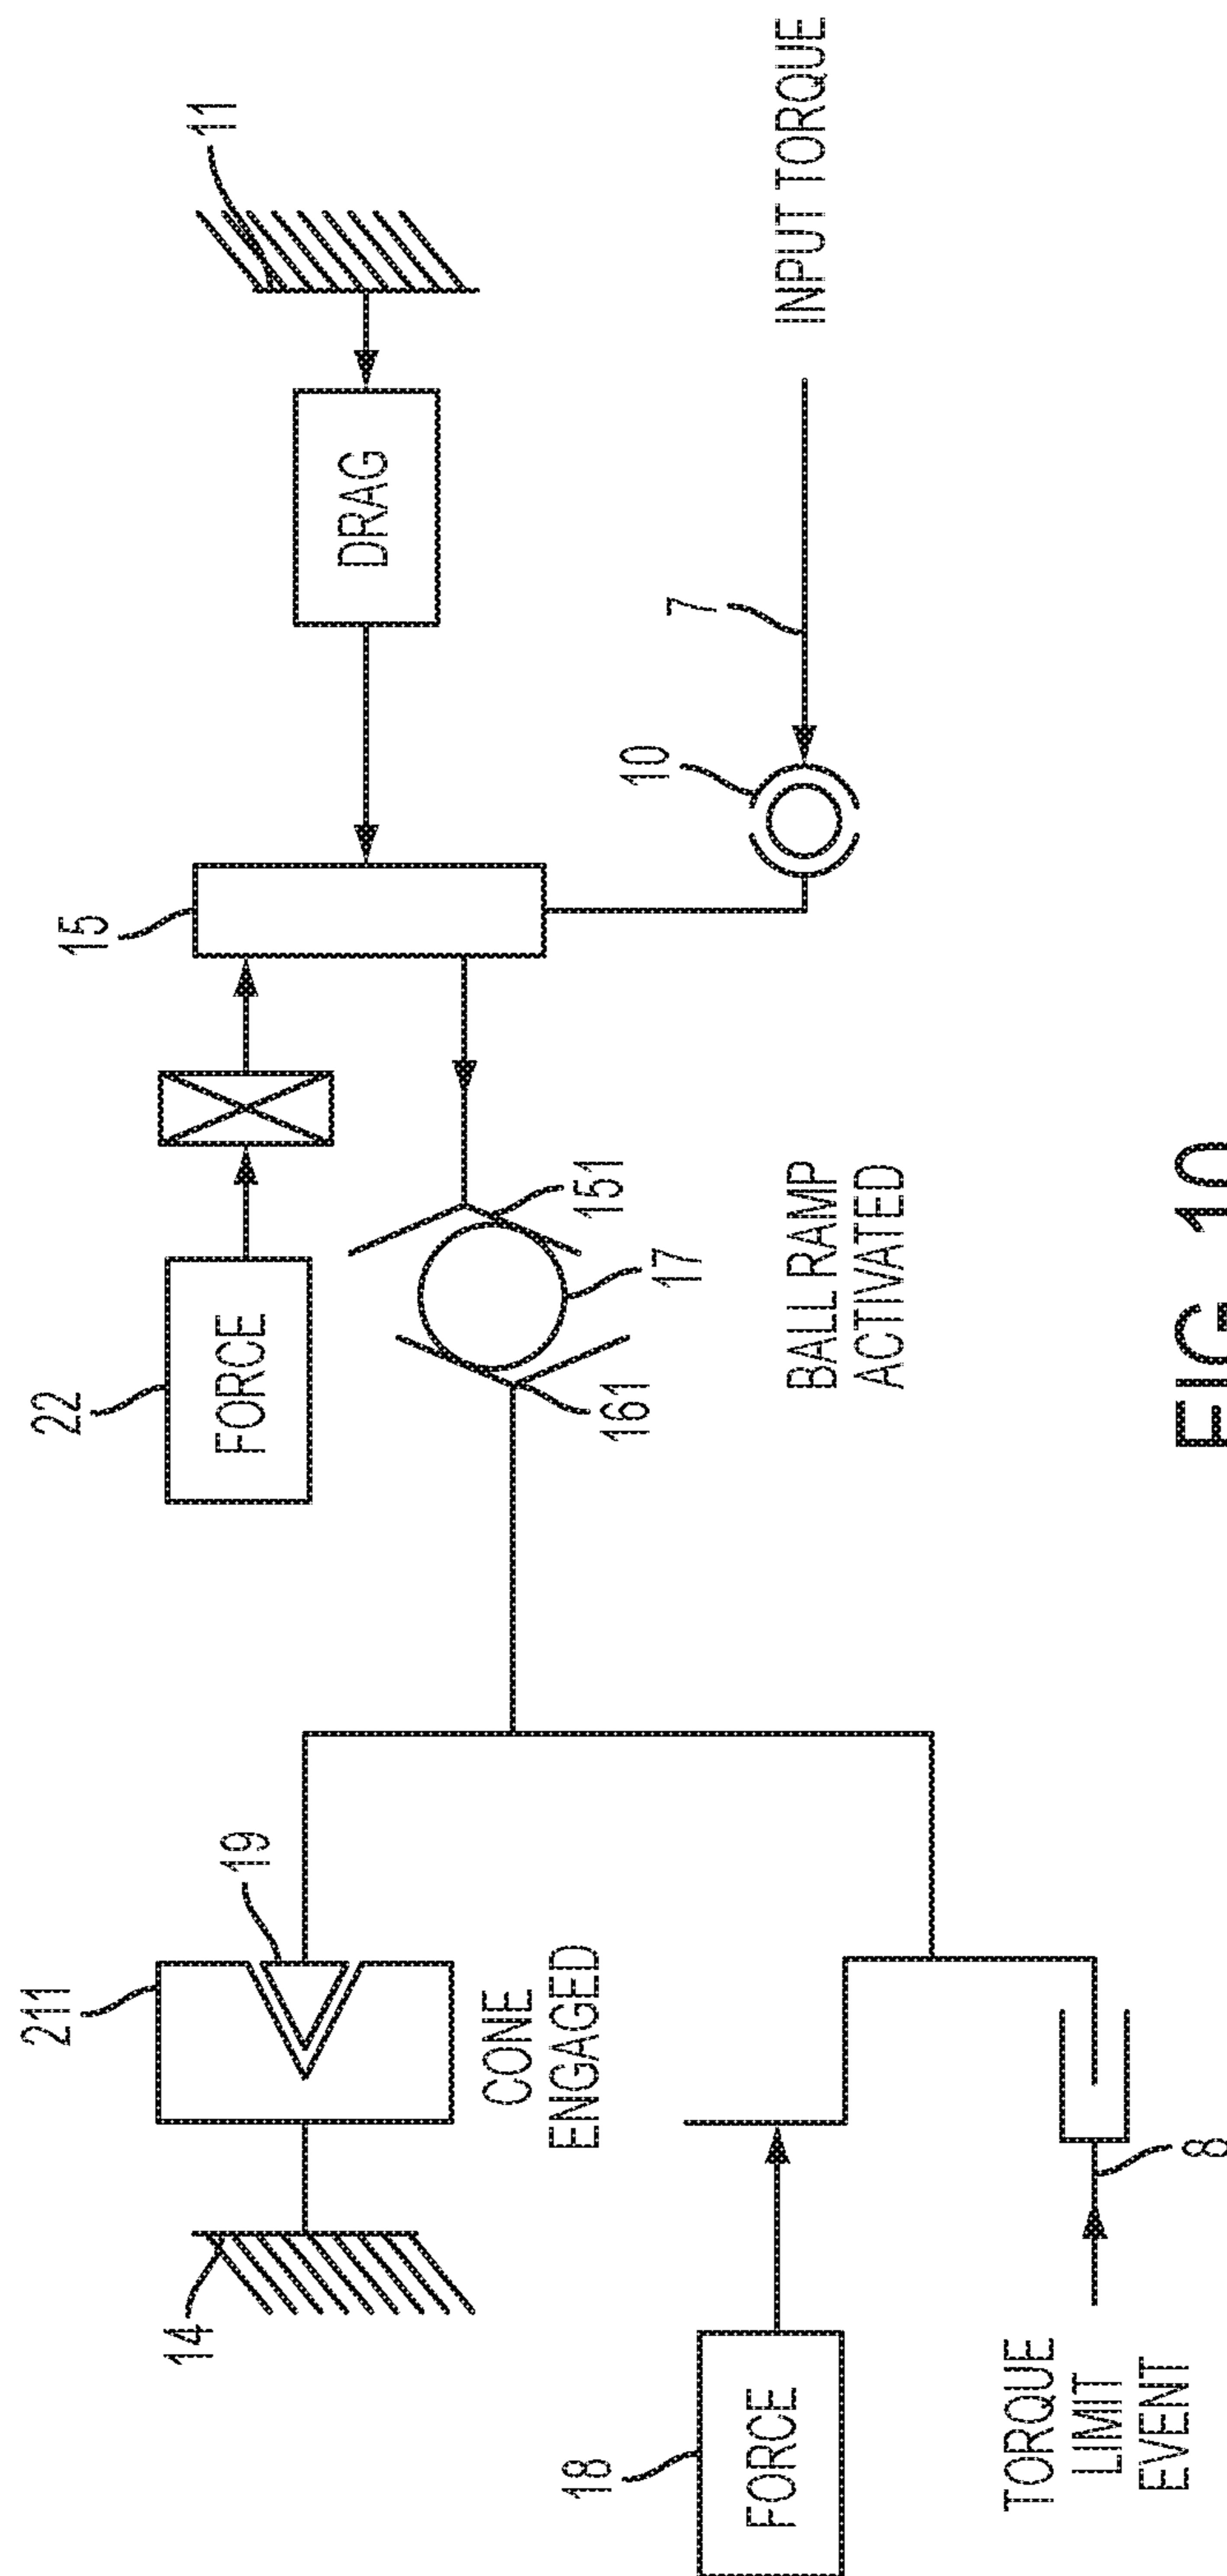 211
19
14
CONE
ENGAGED
22
FORCE
15
11
DRAG
161
17
151
BALL RAMP
ACTIVATED
10
7
INPUT TORQUE
18
FORCE
TORQUE
LIMIT
EVENT
8
FIG. 10